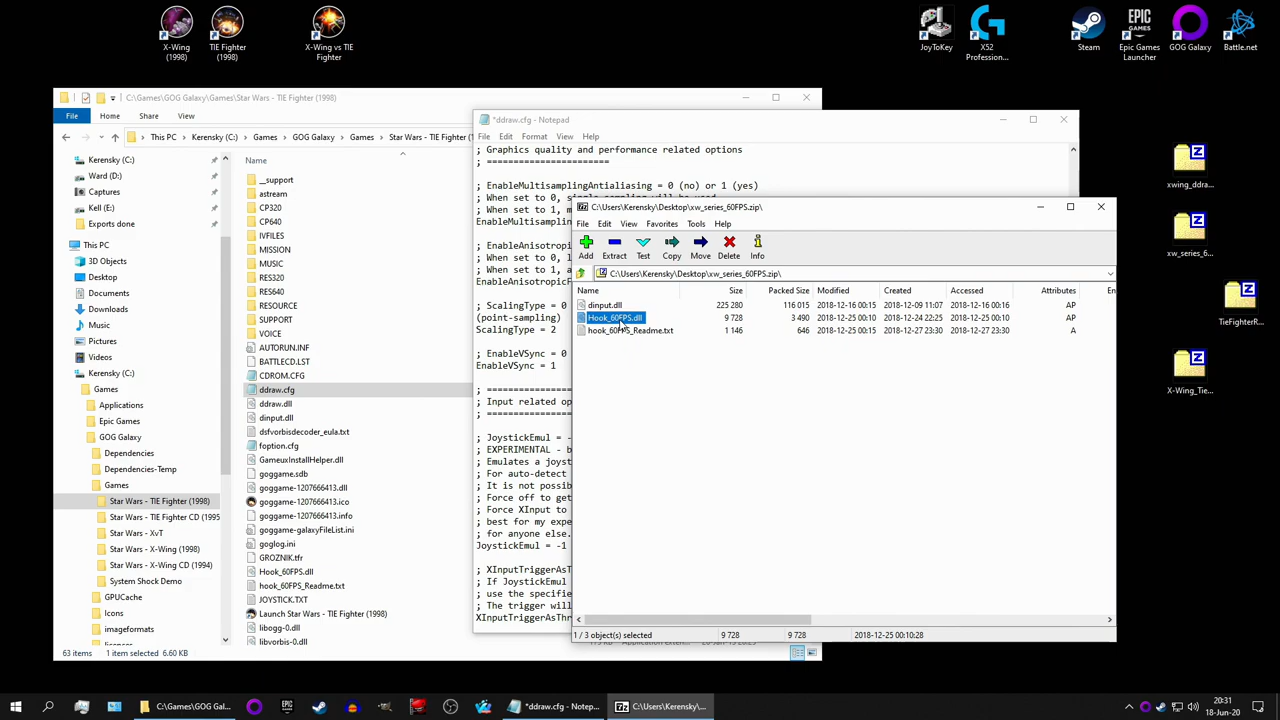 X-Wing
(1998)
TIE Fighter
(1998)
X-Wing vs TIE
Fighter
JoyToKey
X52
Profession...
Steam
Epic Games
Launcher
GOG Galaxy
Battle.net
C:\Games\GOG Galaxy\Games\Star Wars - TIE Fighter (1998)
File Home Share View
This PC Kerensky (C:) Games GOG Galaxy Games Star Wars - TIE Fighter (1
Kerensky (C:)
Ward (D:)
Captures
Kell (E:)
Exports done
This PC
3D Objects
Desktop
Documents
Downloads
Music
Pictures
Videos
Kerensky (C:)
Games
Applications
Epic Games
GOG Galaxy
Dependencies
Dependencies-Temp
Games
Star Wars - TIE Fighter (1998)
Star Wars - TIE Fighter CD (1995
Star Wars - XvT
Star Wars - X-Wing (1998)
Star Wars - X-Wing CD (1994)
System Shock Demo
GPUCache
Icons
imageformats
licenses
Name
__support
astream
CP320
CP640
IVFILES
MISSION
MUSIC
RES320
RES640
RESOURCE
SUPPORT
VOICE
AUTORUN.INF
BATTLECD.LST
CDROM.CFG
ddraw.cfg
ddraw.dll
dinput.dll
dsfvorbisdecoder_eula.txt
foption.cfg
GameuxInstallHelper.dll
goggame.sdb
goggame-1207666413.dll
goggame-1207666413.ico
goggame-1207666413.info
goggame-galaxyFileList.ini
goglog.ini
GROZNIK.tfr
Hook_60FPS.dll
hook_60FPS_Readme.txt
JOYSTICK.TXT
Launch Star Wars - TIE Fighter (1998)
libogg-0.dll
libvorbis-0.dll
63 items 1 item selected 6.60 KB
*ddraw.cfg - Notepad
File Edit Format View Help
; Graphics quality and performance related options
; ======================
; EnableMultisamplingAntialiasing = 0 (no) or 1 (yes)
; When set to 0,
; When set to 1, m
EnableMultisamplin
; EnableAnisotropi
; When set to 0, l
; When set to 1, a
EnableAnisotropicF
; ScalingType = 0
(point-sampling)
ScalingType = 2
; EnableVSync = 0
EnableVSync = 1
; ================
; Input related op
; ================
; JoystickEmul = -
; EXPERIMENTAL - b
; Emulates a joyst
; For auto-detect
; It is not possib
; Force off to get
; Force XInput to
; best for my expe
; for anyone else.
JoystickEmul = -1
; XInputTriggerAsTh
; If JoystickEmul
; use the specifie
; The trigger will
XInputTriggerAsThr
C:\Users\Kerensky\Desktop\xw_series_60FPS.zip\
File Edit View Favorites Tools Help
Add Extract Test Copy Move Delete Info
C:\Users\Kerensky\Desktop\xw_series_60FPS.zip\
Name Size Packed Size Modified Created Accessed Attributes En
dinput.dll 225 280 116 015 2018-12-16 00:15 2018-12-09 11:07 2018-12-16 00:16 AP
Hook_60FPS.dll 9 728 3 490 2018-12-25 00:10 2018-12-24 22:25 2018-12-25 00:10 AP
hook_60FPS_Readme.txt 1 146 646 2018-12-25 00:15 2018-12-27 23:30 2018-12-27 23:30 A
1 / 3 object(s) selected 9 728 9 728 2018-12-25 00:10:28
xwing_ddra...
xw_series_6...
TieFighterR...
X-Wing_Tie...
C:\Games\GOG Gal... *ddraw.cfg - Notep... C:\Users\Kerensky\... 20:31
18-Jun-20